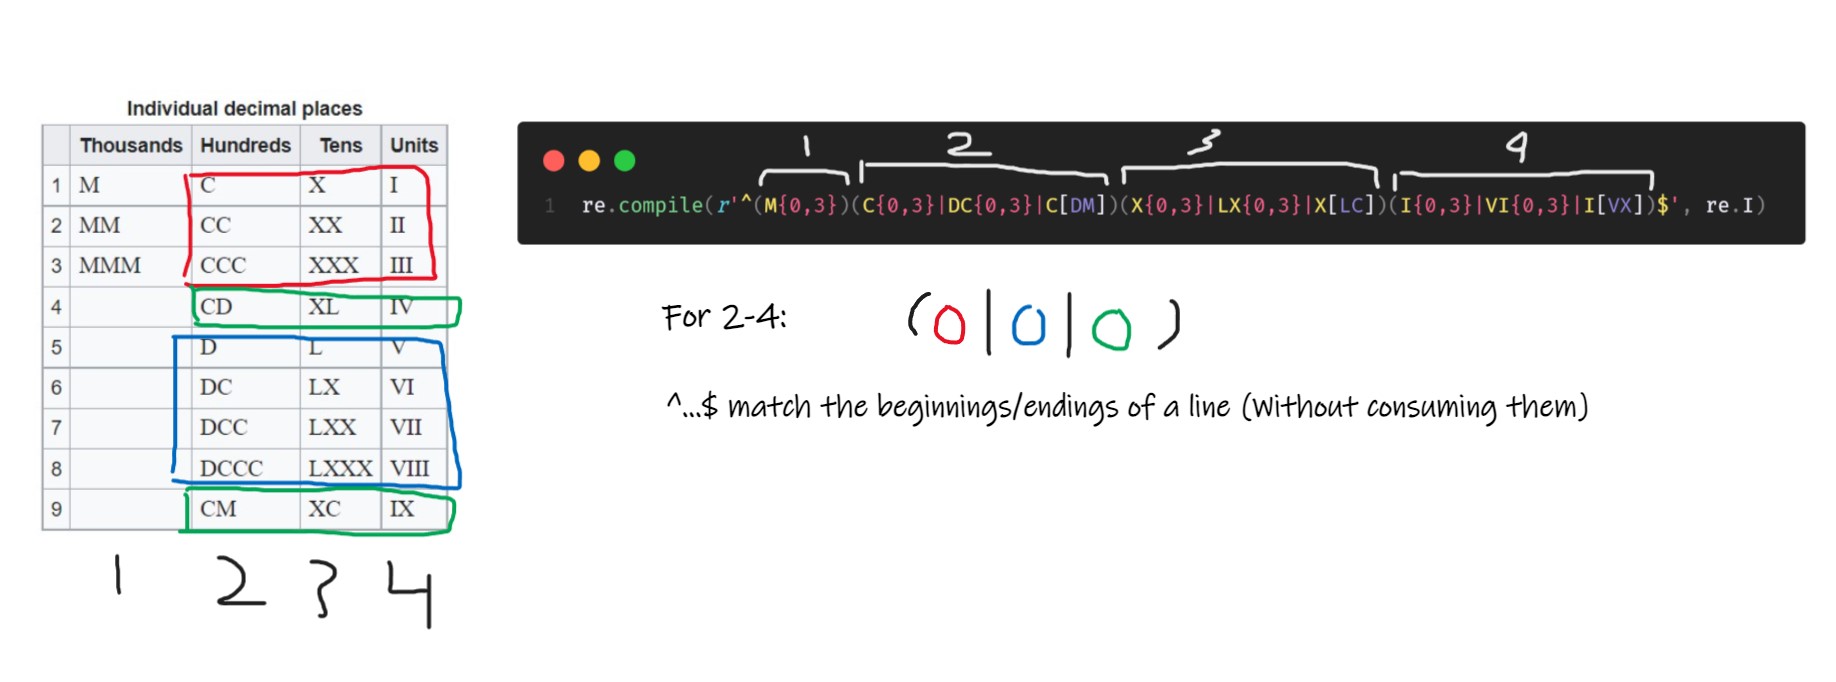 Individual decimal places
Thousands Hundreds Tens Units
1 M C X I
2 MM CC XX II
3 MMM CCC XXX III
4 CD XL IV
5 D L V
6 DC LX VI
7 DCC LXX VII
8 DCCC LXXX VIII
9 CM XC IX
1 2 3 4
1 2 3 4
1 re.compile(r'^(M{0,3})(C{0,3}|DC{0,3}|C[DM])(X{0,3}|LX{0,3}|X[LC])(I{0,3}|VI{0,3}|I[VX])$', re.I)
For 2-4: (O|O|O)
^...$ match the beginnings/endings of a line (Without consuming them)